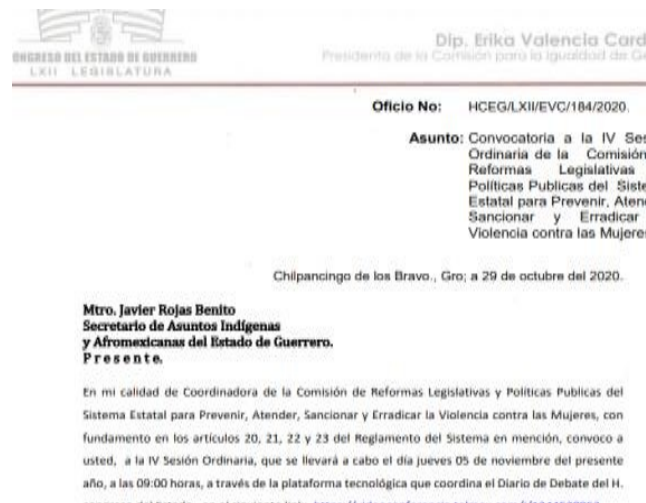 CONGRESO DEL ESTADO DE GUERRERO
LXII LEGISLATURA
Dip. Erika Valencia Card
Presidenta de la Comisión para la Igualdad de Gé
Oficio No: HCEG/LXII/EVC/184/2020.
Asunto: Convocatoria a la IV Ses
Ordinaria de la Comisión
Reformas Legislativas
Políticas Publicas del Siste
Estatal para Prevenir, Aten
Sancionar y Erradicar
Violencia contra las Mujere
Chilpancingo de los Bravo., Gro; a 29 de octubre del 2020.
Mtro. Javier Rojas Benito
Secretario de Asuntos Indígenas
y Afromexicanas del Estado de Guerrero.
P r e s e n t e.
En mi calidad de Coordinadora de la Comisión de Reformas Legislativas y Políticas Publicas del
Sistema Estatal para Prevenir, Atender, Sancionar y Erradicar la Violencia contra las Mujeres, con
fundamento en los artículos 20, 21, 22 y 23 del Reglamento del Sistema en mención, convoco a
usted, a la IV Sesión Ordinaria, que se llevará a cabo el día jueves 05 de noviembre del presente
año, a las 09:00 horas, a través de la plataforma tecnológica que coordina el Diario de Debate del H.